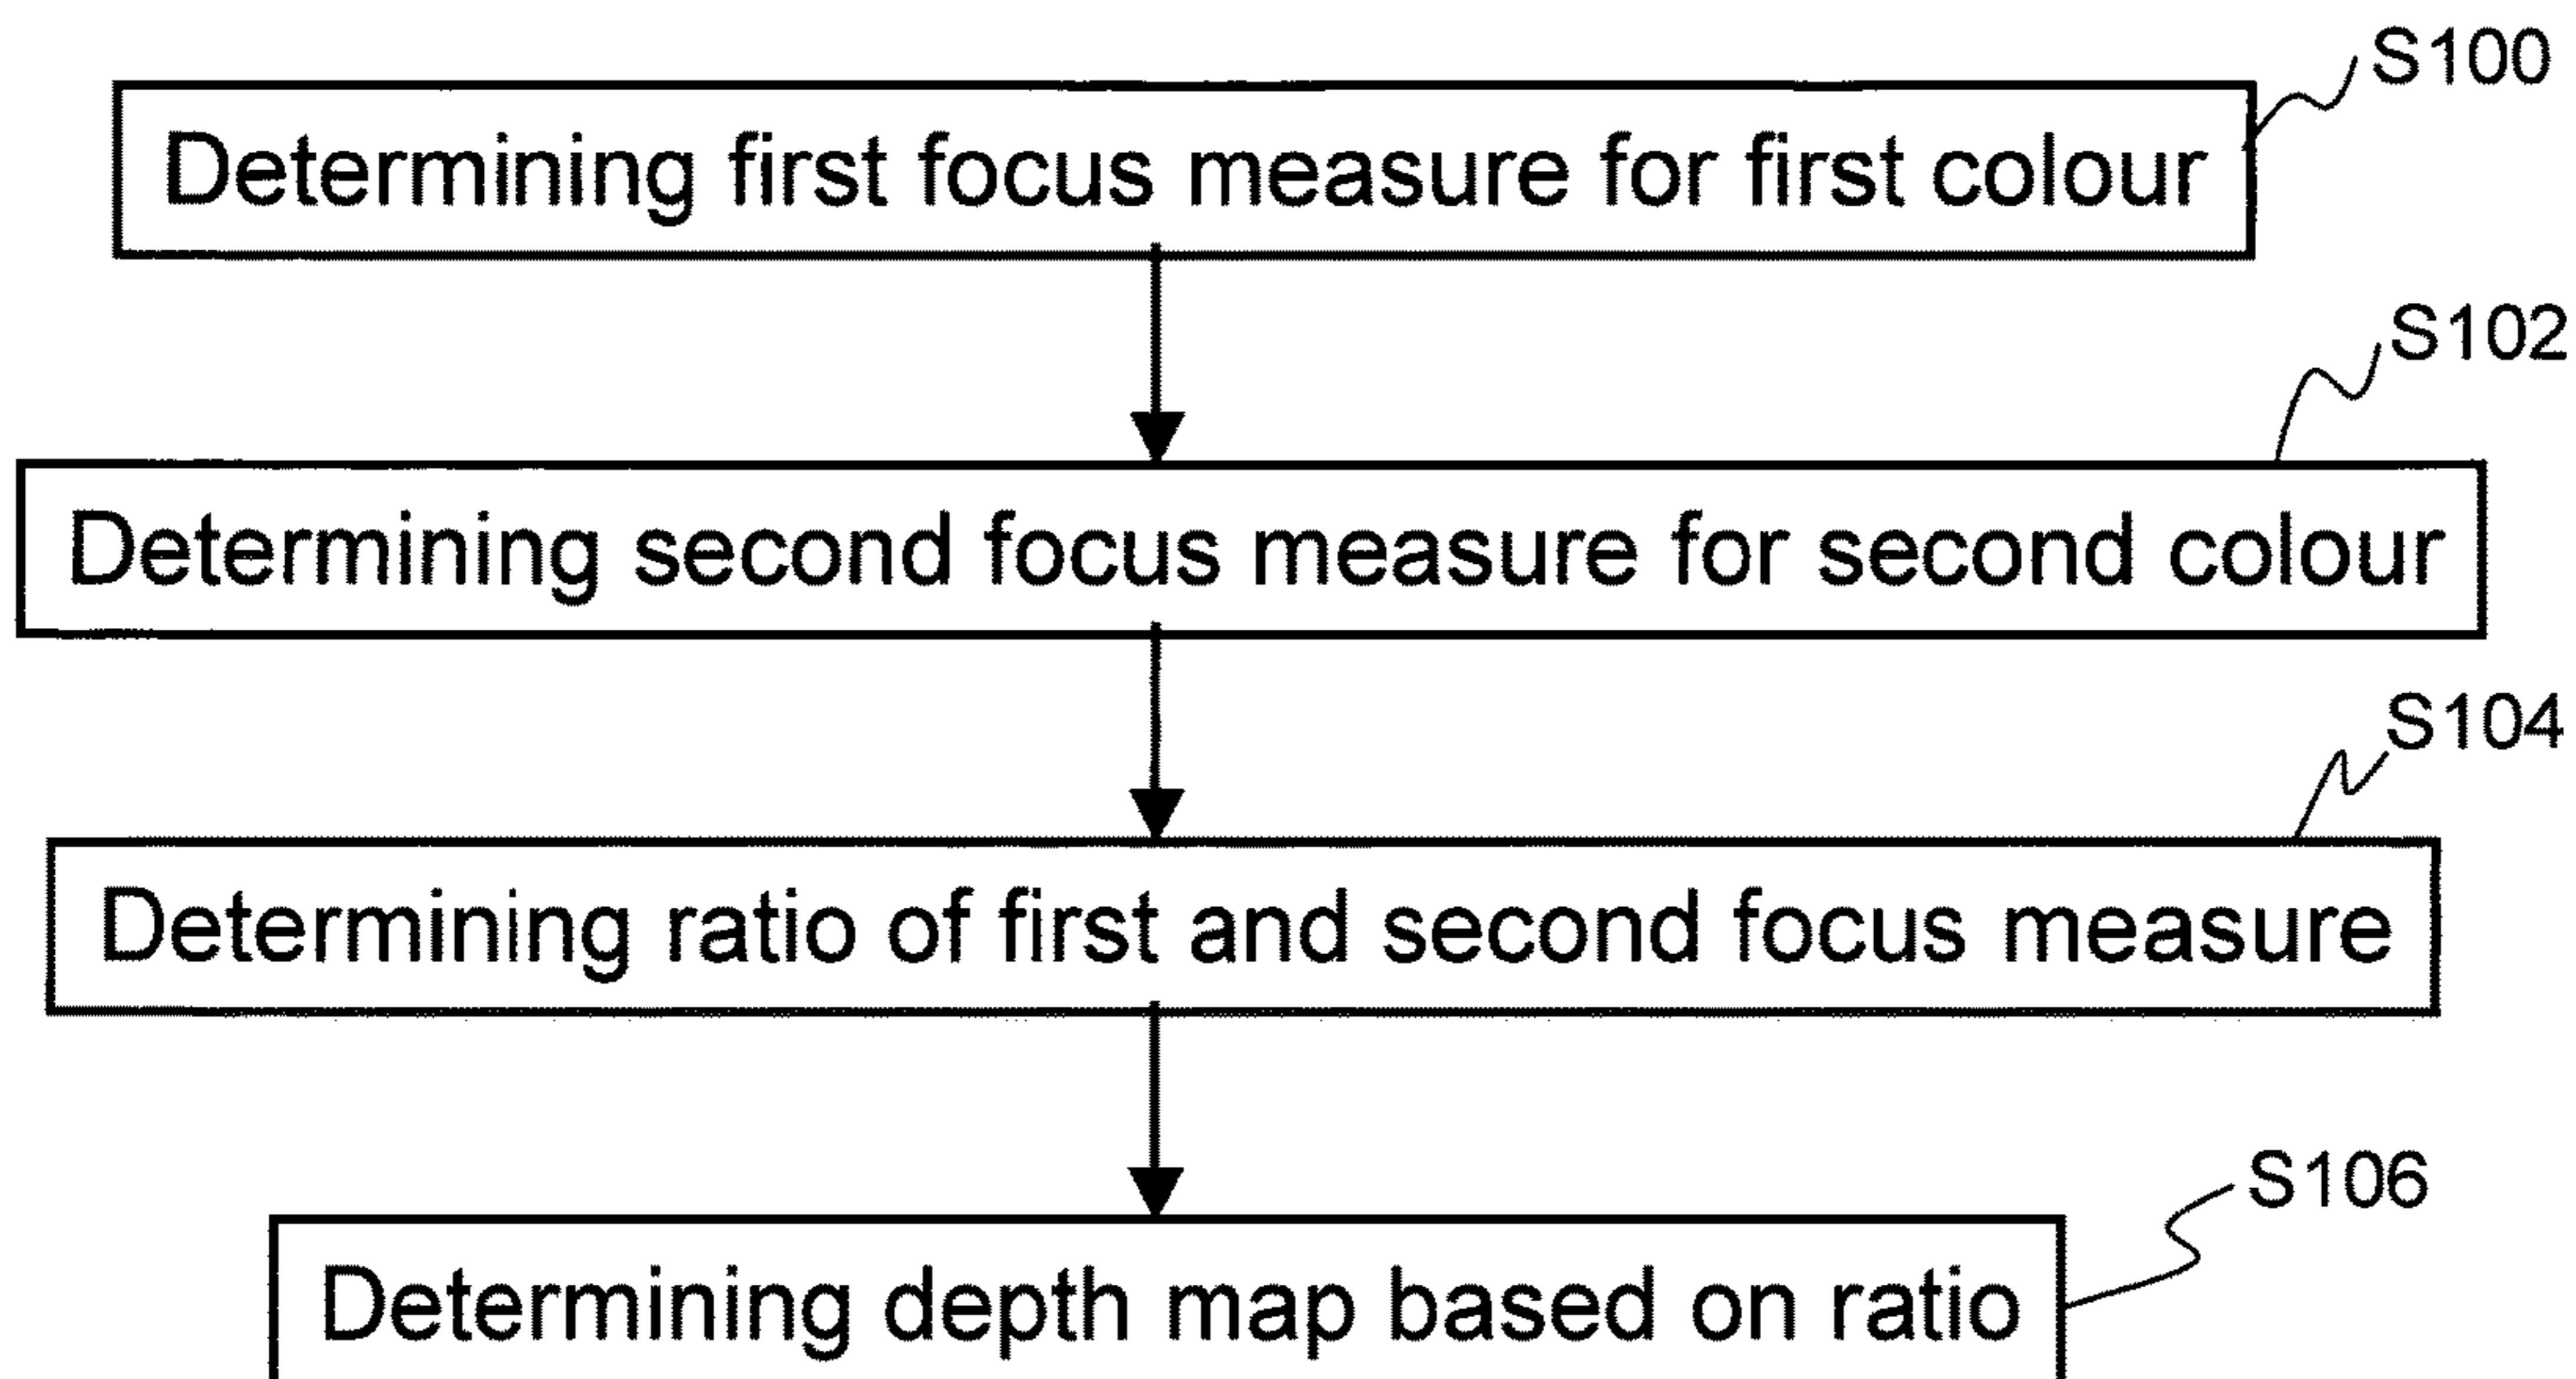 S100
Determining first focus measure for first colour
S102
Determining second focus measure for second colour
S104
Determining ratio of first and second focus measure
S106
Determining depth map based on ratio